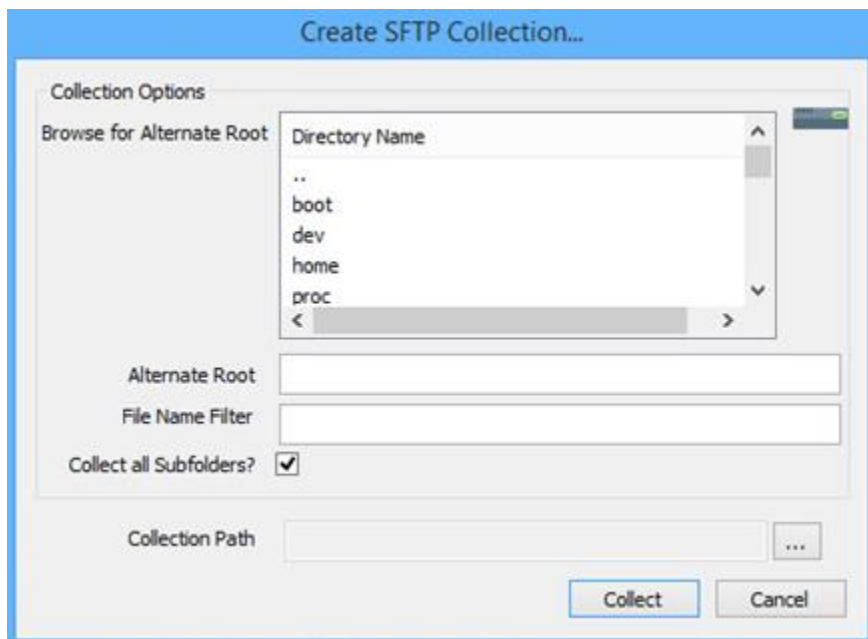 Create SFTP Collection...
Collection Options
Browse for Alternate Root
Directory Name
..
boot
dev
home
proc
Alternate Root
File Name Filter
Collect all Subfolders?
Collection Path
...
Collect Cancel